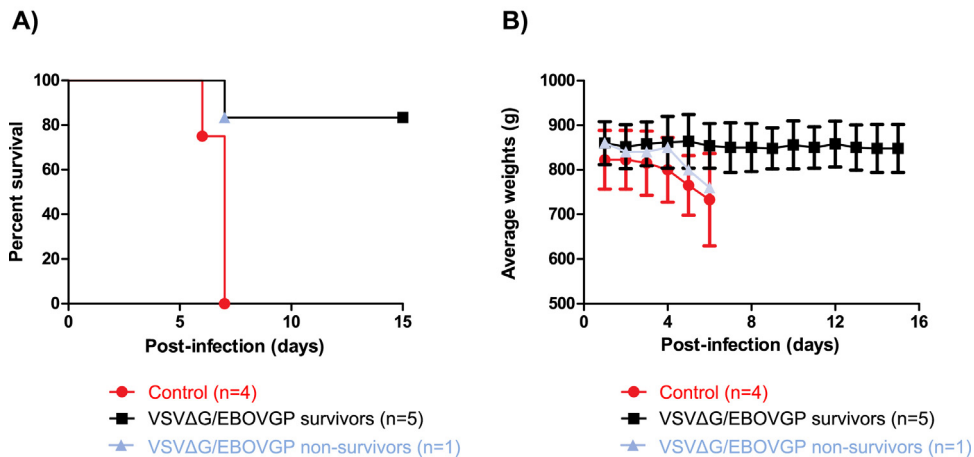 A)
Percent survival
100
80
60
40
20
0
0 5 10 15
Post-infection (days)
Control (n=4)
VSVΔG/EBOVGP survivors (n=5)
VSVΔG/EBOVGP non-survivors (n=1)
B)
Average weights (g)
1000
900
800
700
600
500
0 4 8 12 16
Post-infection (days)
Control (n=4)
VSVΔG/EBOVGP survivors (n=5)
VSVΔG/EBOVGP non-survivors (n=1)